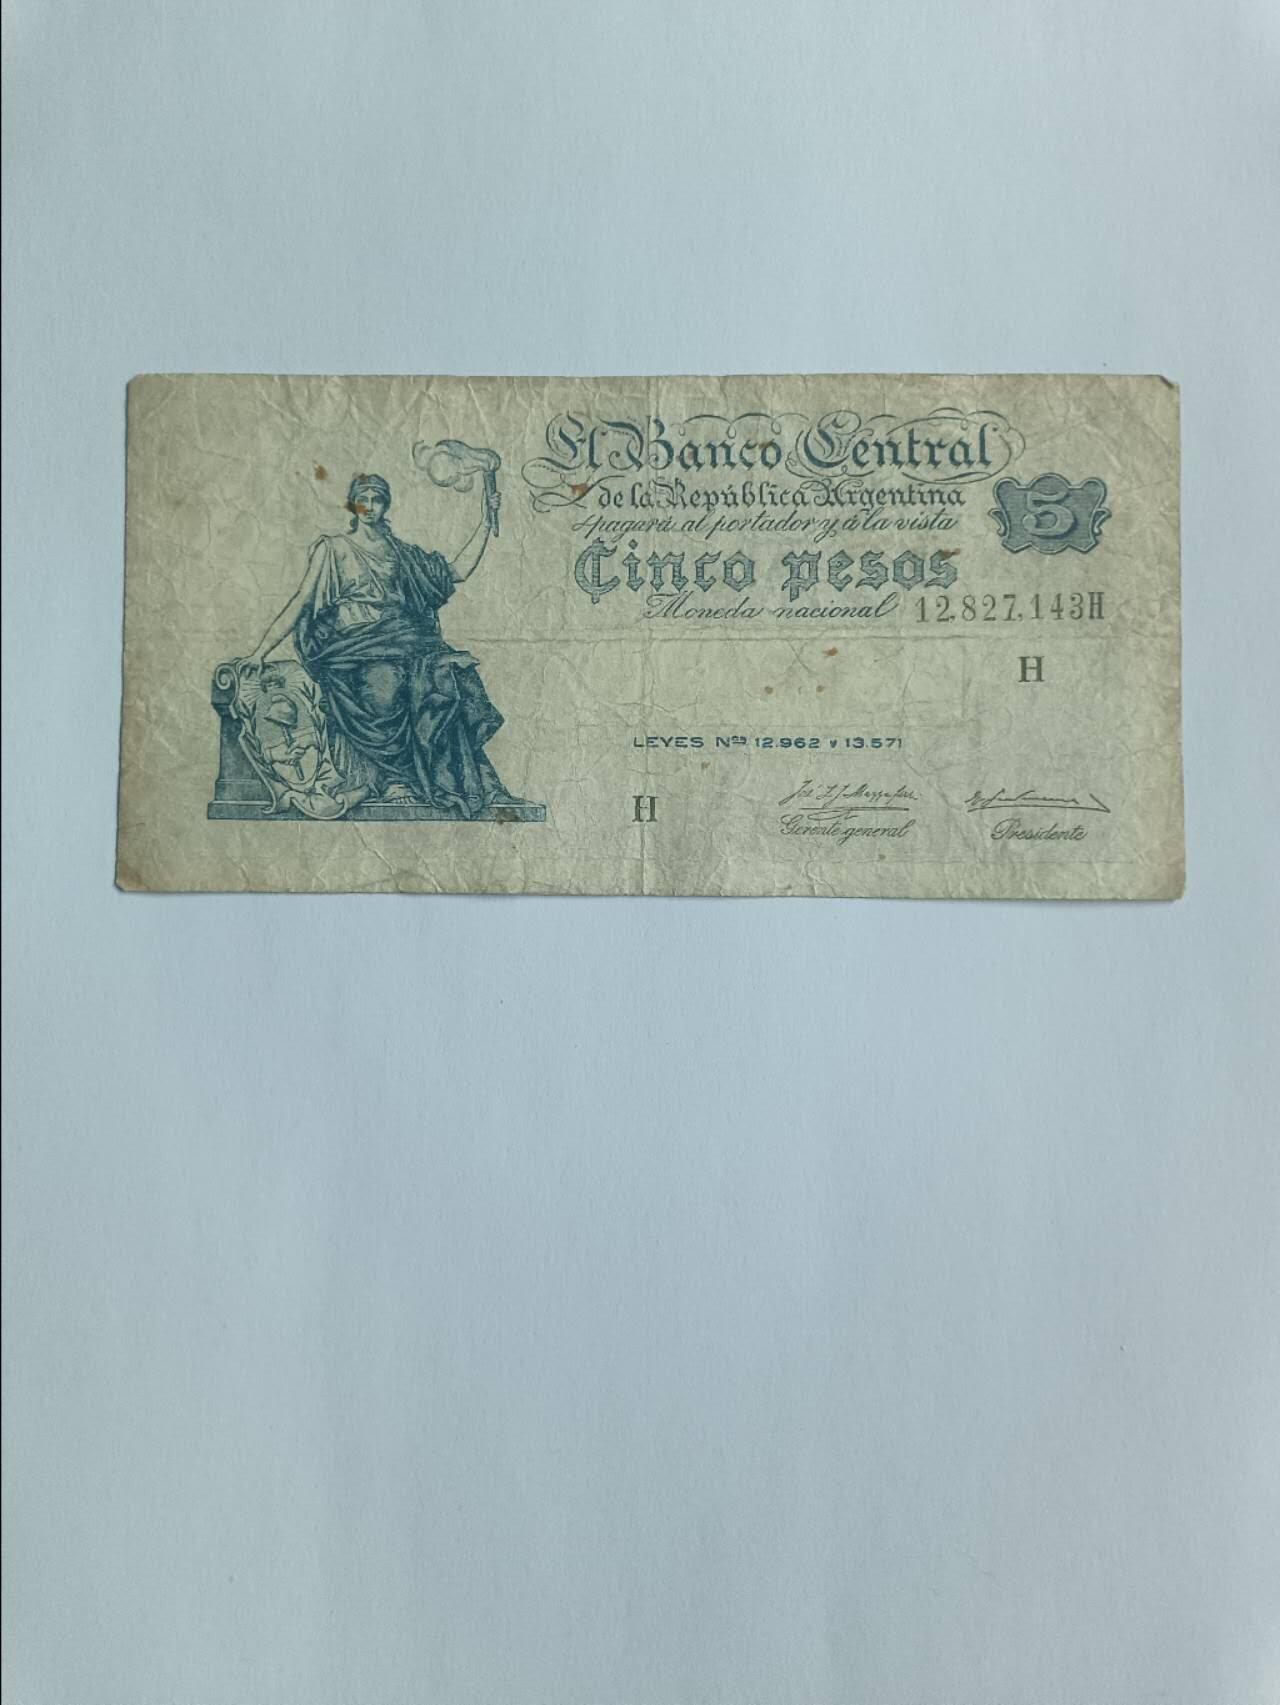 El Banco Central
de la República Argentina
pagará al portador y á la vista
5
Cinco pesos
Moneda nacional 12.827.143H
H
LEYES Nos 12.962 y 13.571
H
Gerente general
Presidente